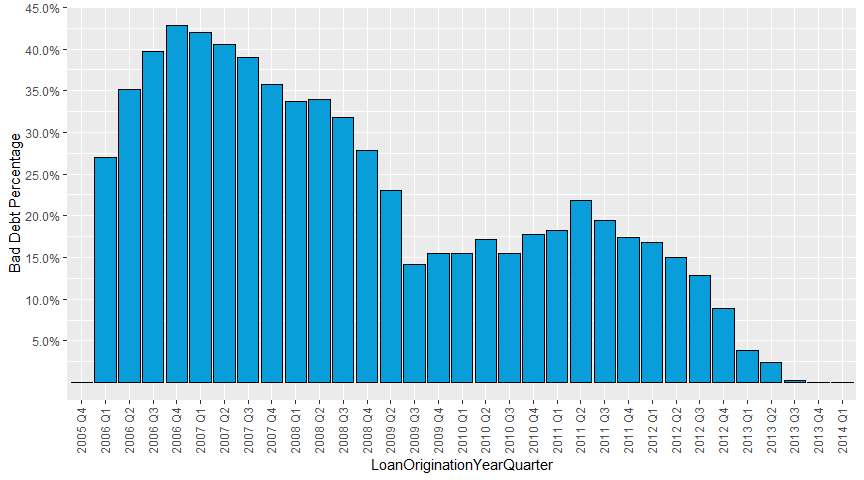 45.0%
40.0%
35.0%
30.0%
25.0%
20.0%
15.0%
10.0%
5.0%
Bad Debt Percentage
2005 Q4
2006 Q1
2006 Q2
2006 Q3
2006 Q4
2007 Q1
2007 Q2
2007 Q3
2007 Q4
2008 Q1
2008 Q2
2008 Q3
2008 Q4
2009 Q2
2009 Q3
2009 Q4
2010 Q1
2010 Q2
2010 Q3
2010 Q4
2011 Q1
2011 Q2
2011 Q3
2011 Q4
2012 Q1
2012 Q2
2012 Q3
2012 Q4
2013 Q1
2013 Q2
2013 Q3
2013 Q4
2014 Q1
LoanOriginationYearQuarter